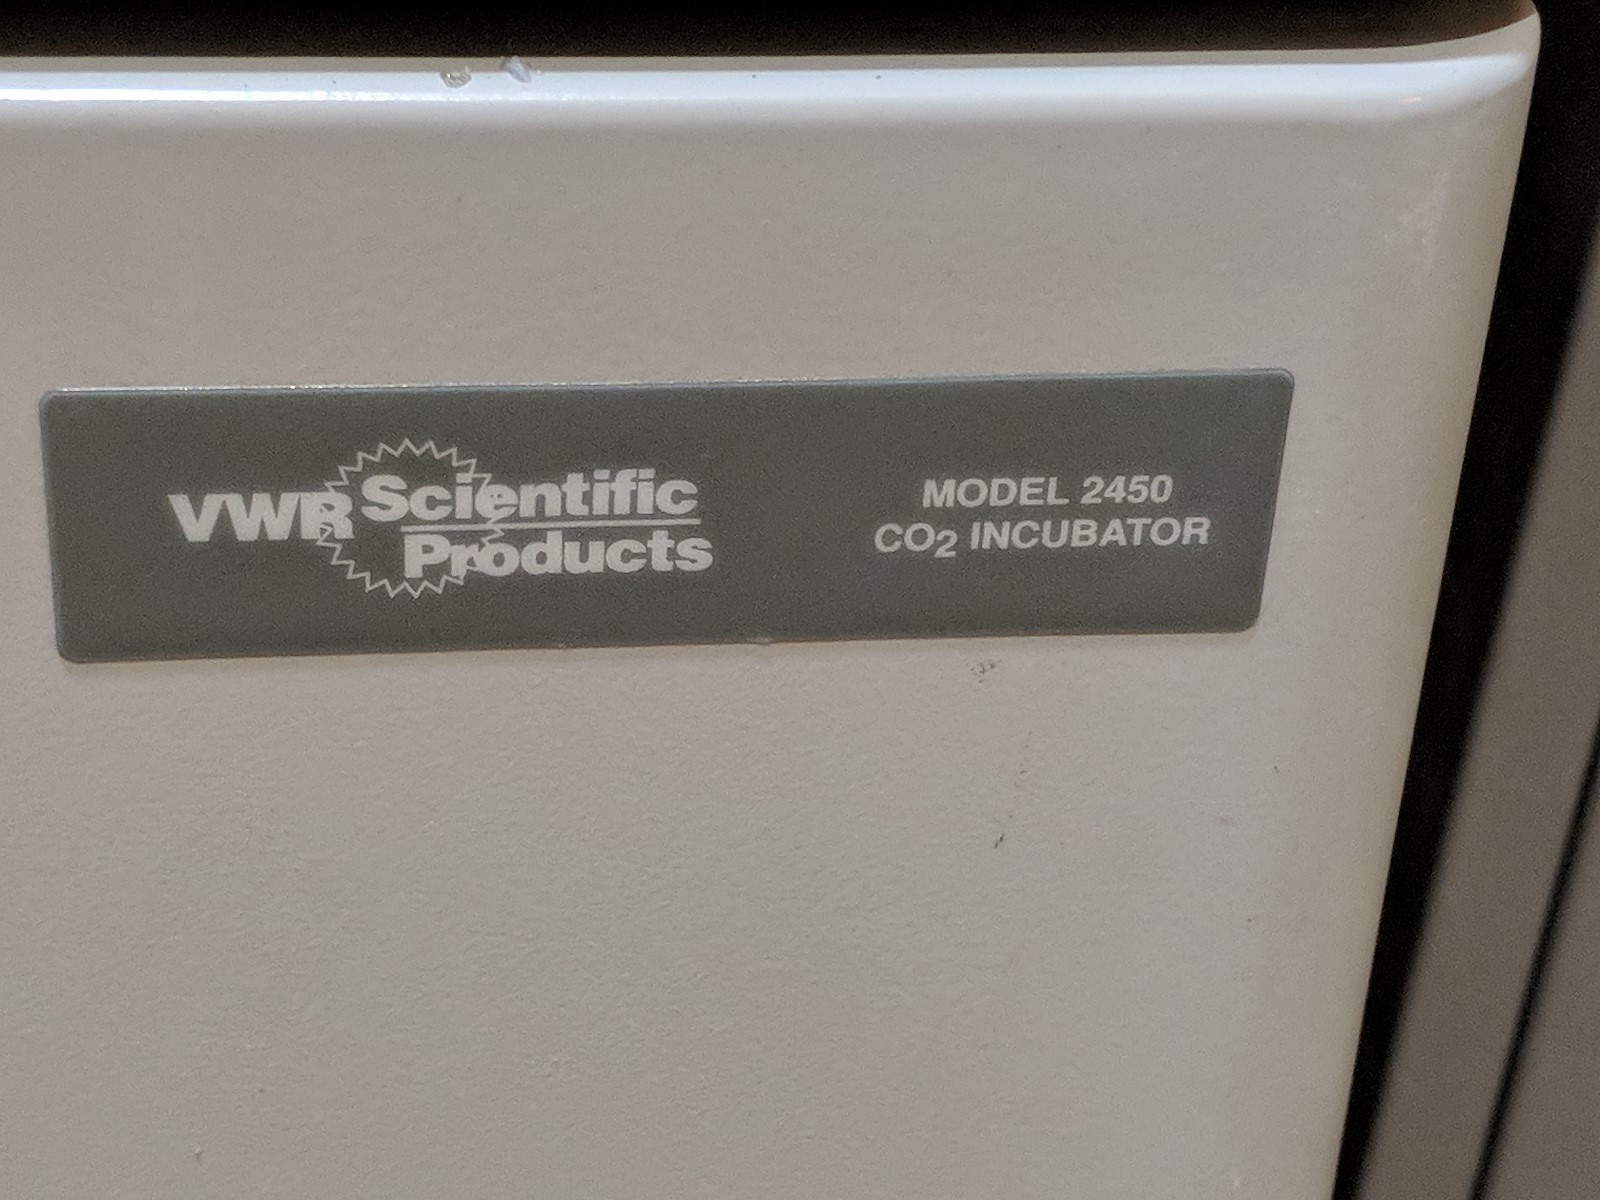 VWR Scientific
Products
MODEL 2450
CO₂ INCUBATOR